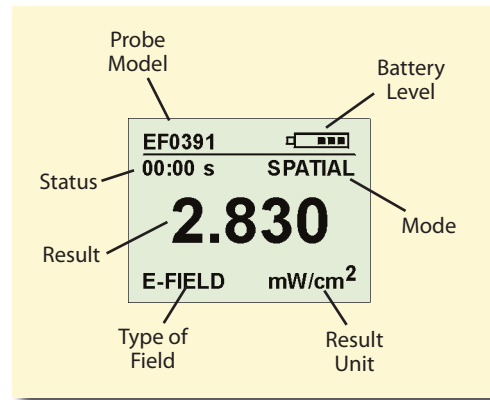 Probe
Model
Battery
Level
EF0391
Status
00:00 s
SPATIAL
Result
2.830
Mode
E-FIELD
mW/cm²
Type of
Field
Result
Unit